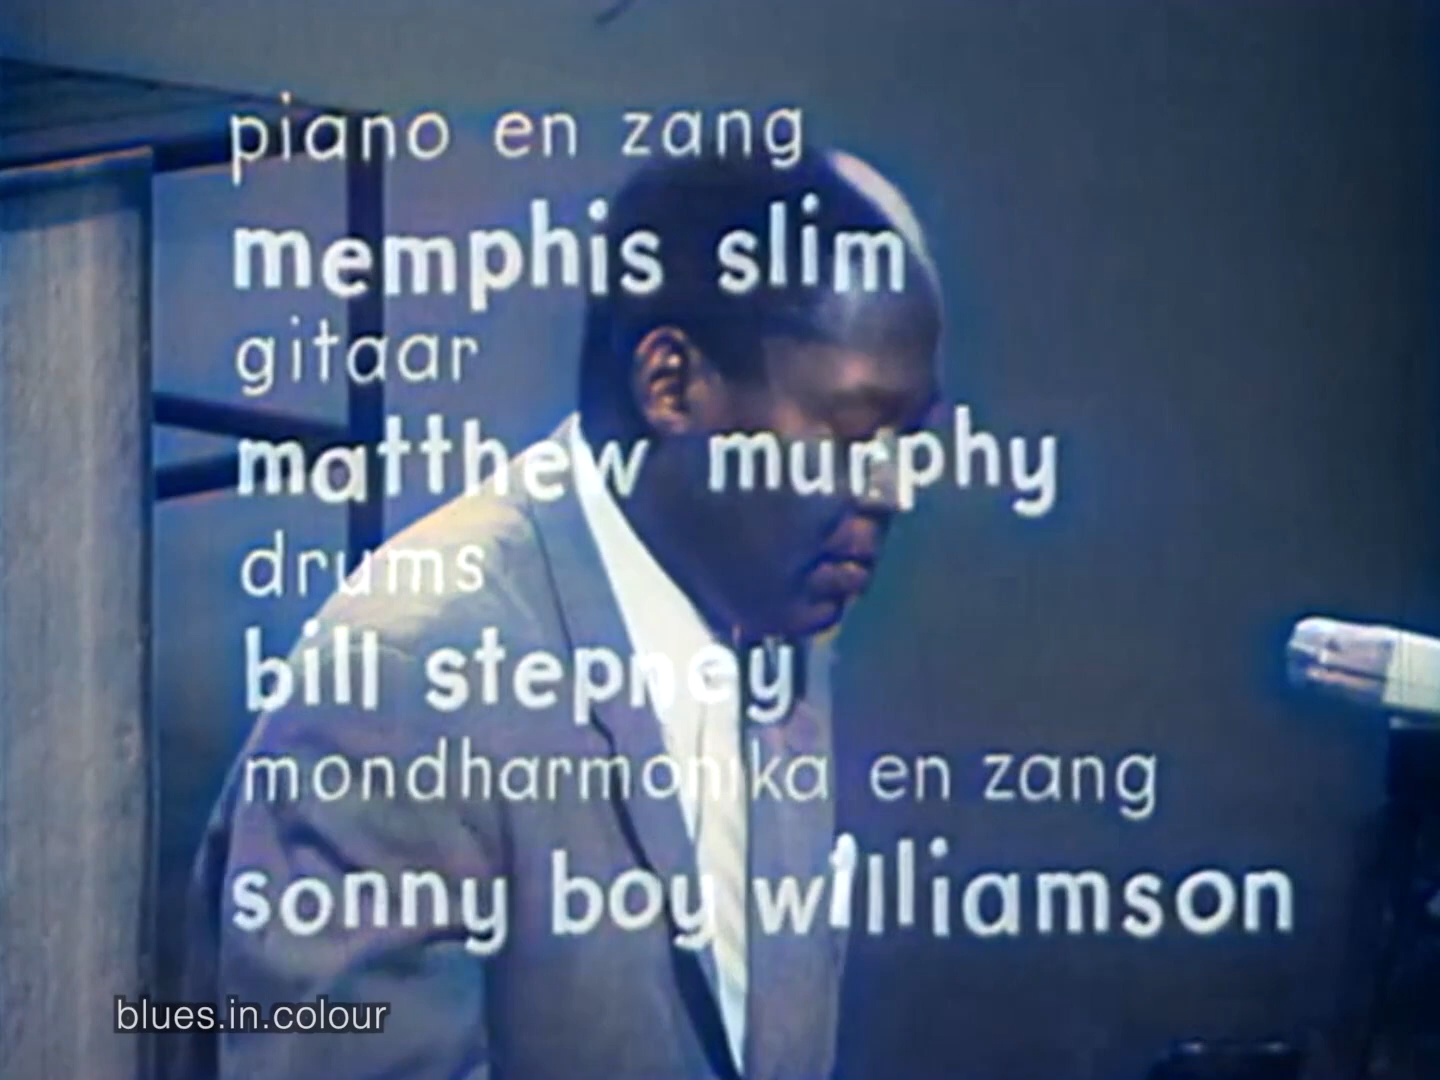 piano en zang
memphis slim
gitaar
matthew murphy
drums
bill stepney
mondharmonika en zang
sonny boy williamson
blues.in.colour